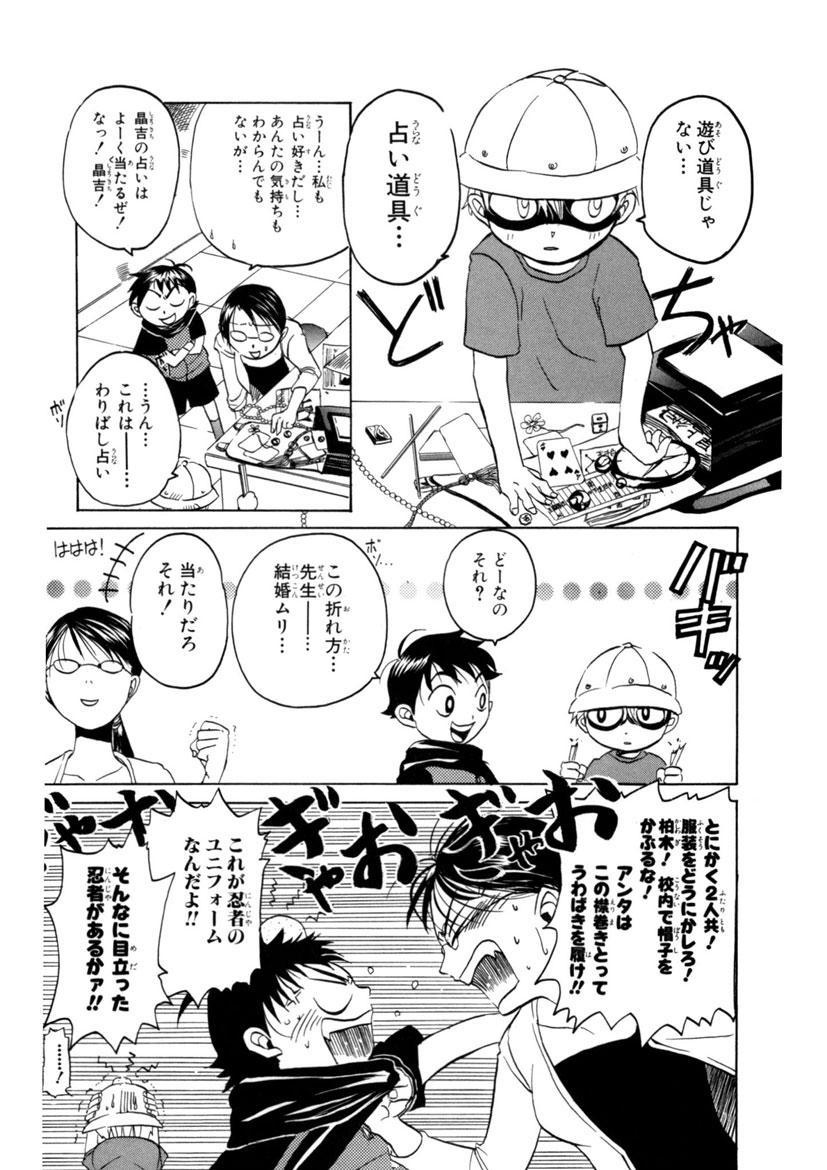 遊び道具じゃ
ない…
占い道具…
どちゃ
うーん…私も
占い好きだし…
あんたの気持ちも
わからんでも
ないが…
晶吉の占いは
よーく当たるぜ!
なっ!晶吉
…うん…
これは──
わりばし占い
バキッ
どーなの
それ?
ボソ…
この折れ方…
先生──…
結婚ムリ…
当たりだろ
それ!
ははは!
とにかく2人共!
服装をどうにかしろ!
柏木!校内で帽子を
かぶるな!
アンタは
この襟巻きとって
うわばきを履け!!
ぎゃおぎゃおぎゃおぎゃお
これが忍者の
ユニフォーム
なんだよ!!
そんなに目立った
忍者があるかァ!!
………!!